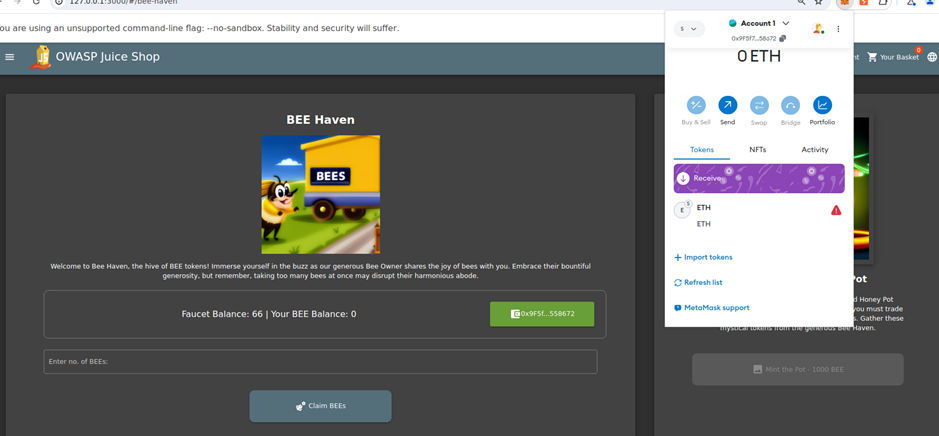 127.0.0.1:3000/#/bee-haven
ou are using an unsupported command-line flag: --no-sandbox. Stability and security will suffer.
OWASP Juice Shop
nt
Your Basket
0
BEE Haven
BEES
Welcome to Bee Haven, the hive of BEE tokens! Immerse yourself in the buzz as our generous Bee Owner shares the joy of bees with you. Embrace their bountiful
generosity, but remember, taking too many bees at once may disrupt their harmonious abode.
Faucet Balance: 66 | Your BEE Balance: 0
0x9F5f...558672
Enter no. of BEEs:
Claim BEEs
S
Account 1
0x9F5F7...58672
0 ETH
Buy & Sell
Send
Swap
Bridge
Portfolio
Tokens
NFTs
Activity
Receive
E
S
ETH
ETH
+ Import tokens
Refresh list
MetaMask support
Pot
d Honey Pot
you must trade
s. Gather these
mystical tokens from the generous Bee Haven.
Mint the Pot - 1000 BEE